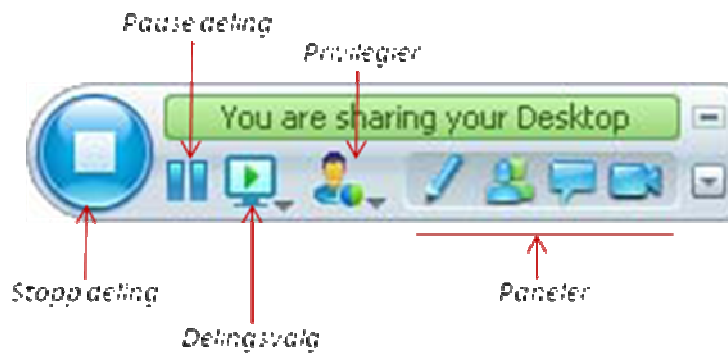 Pause deling
Privilegier
You are sharing your Desktop
Stopp deling
Paneler
Delingsvalg